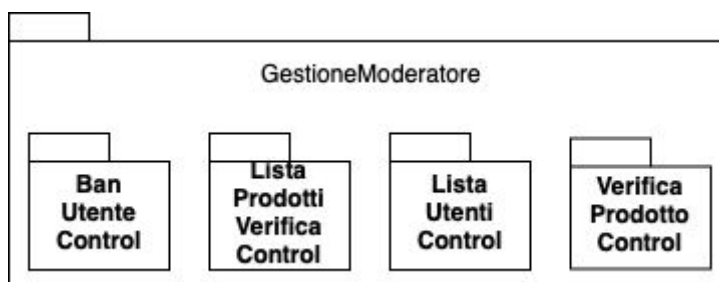 GestioneModeratore
Ban
Utente
Control
Lista
Prodotti
Verifica
Control
Lista
Utenti
Control
Verifica
Prodotto
Control